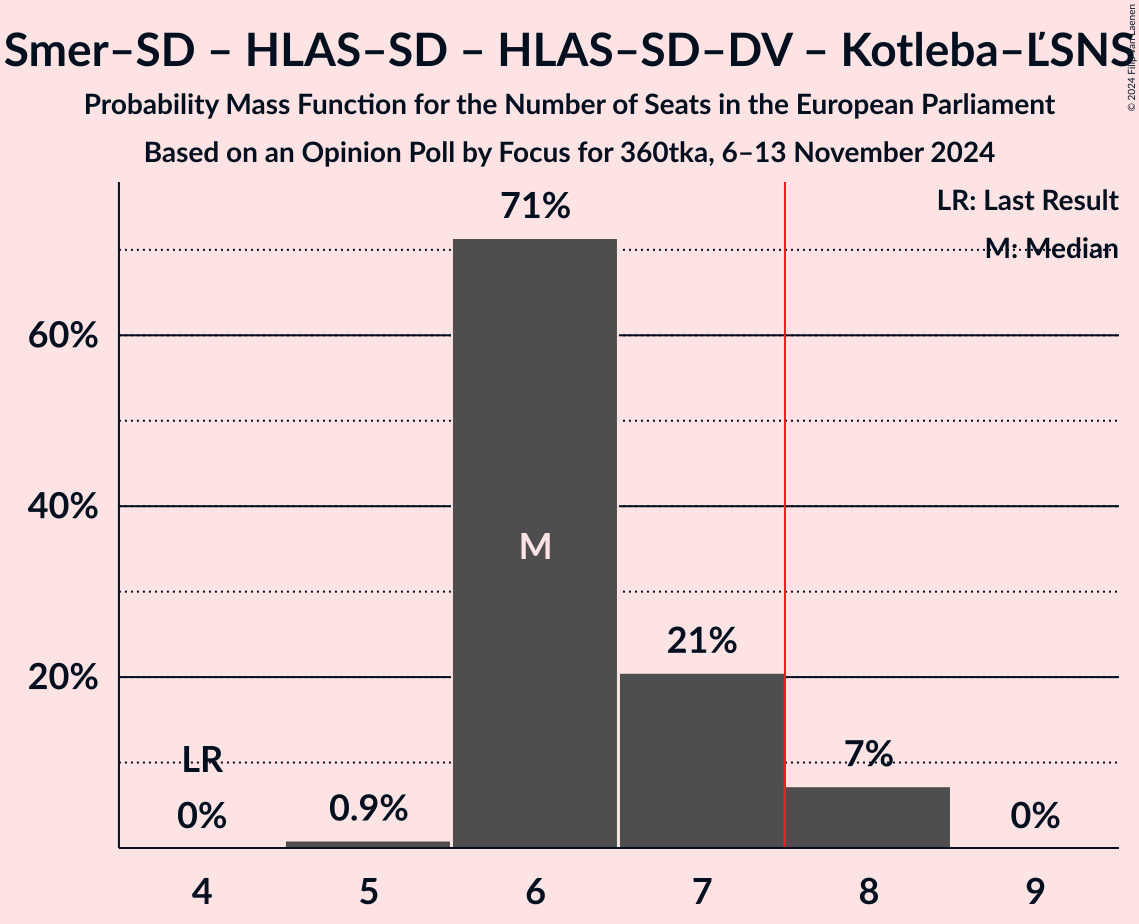 Smer–SD – HLAS–SD – HLAS–SD–DV – Kotleba–ĽSNS
© 2024 Filip van Laenen
Probability Mass Function for the Number of Seats in the European Parliament
Based on an Opinion Poll by Focus for 360tka, 6–13 November 2024
LR: Last Result
M: Median
71%
60%
M
40%
21%
20%
LR
7%
0%
0.9%
0%
4 5 6 7 8 9